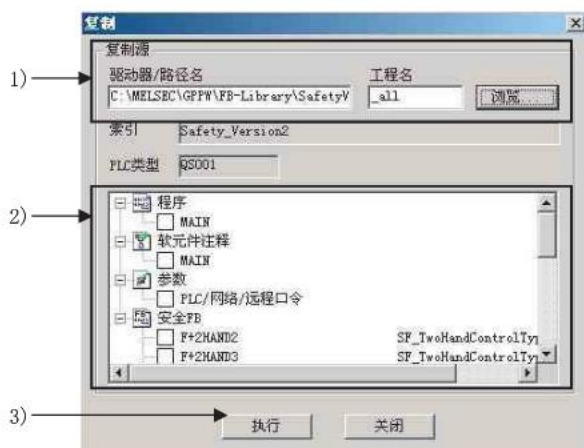 复制
复制源
1)
驱动器/路径名 工程名
C:\MELSEC\GPPW\FB-Library\SafetyV _all 浏览...
索引 Safety_Version2
PLC类型 QS001
2)
程序
MAIN
软元件注释
MAIN
参数
PLC/网络/远程口令
安全FB
F+2HAND2 SF_TwoHandControlTyp
F+2HAND3 SF_TwoHandControlTyp
3)
执行 关闭